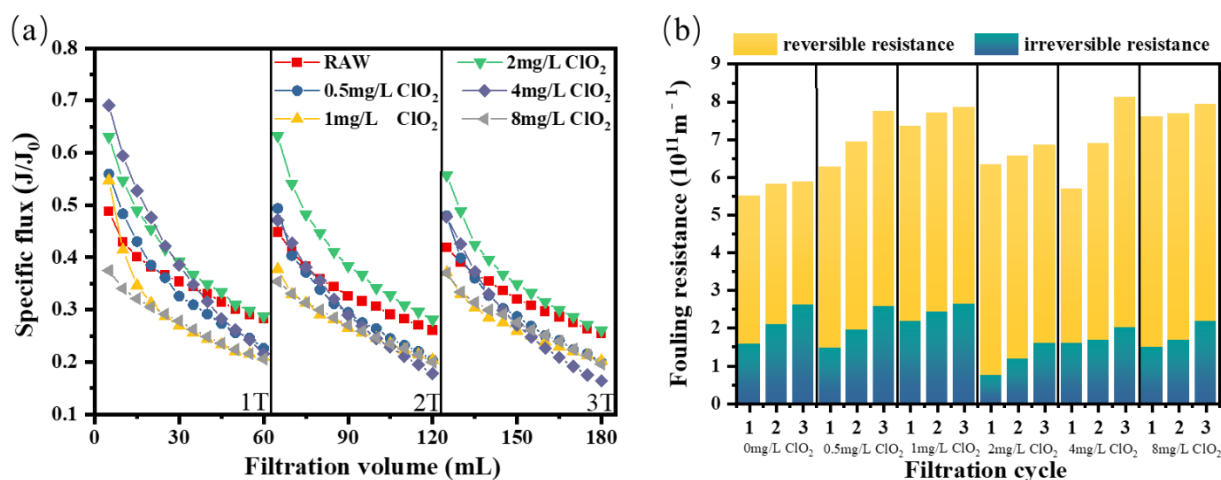 (a)
0.8
0.7
0.6
0.5
0.4
0.3
0.2
0.1
Specific flux (J/J₀)
RAW
0.5mg/L ClO₂
1mg/L ClO₂
2mg/L ClO₂
4mg/L ClO₂
8mg/L ClO₂
1T 2T 3T
0 30 60 90 120 150 180
Filtration volume (mL)
(b)
reversible resistance irreversible resistance
9
8
7
6
5
4
3
2
1
0
Fouling resistance (10¹¹m⁻¹)
1 2 3 1 2 3 1 2 3 1 2 3 1 2 3 1 2 3
0mg/L ClO₂ 0.5mg/L ClO₂ 1mg/L ClO₂ 2mg/L ClO₂ 4mg/L ClO₂ 8mg/L ClO₂
Filtration cycle